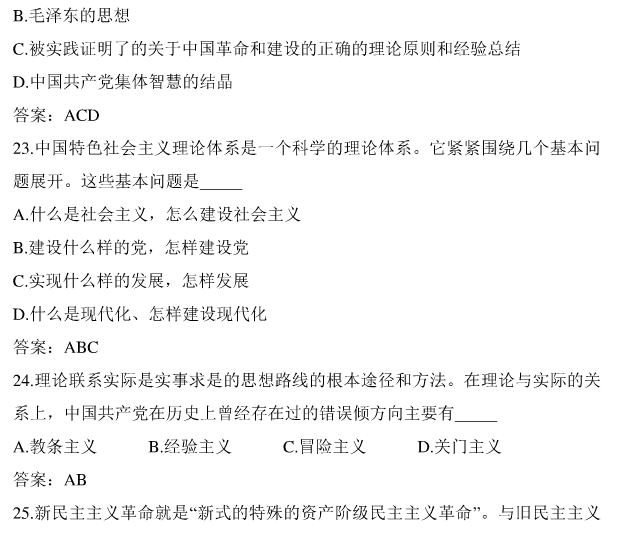 B.毛泽东的思想
C.被实践证明了的关于中国革命和建设的正确的理论原则和经验总结
D.中国共产党集体智慧的结晶
答案：ACD
23.中国特色社会主义理论体系是一个科学的理论体系。它紧紧围绕几个基本问
题展开。这些基本问题是_____
A.什么是社会主义，怎么建设社会主义
B.建设什么样的党，怎样建设党
C.实现什么样的发展，怎样发展
D.什么是现代化、怎样建设现代化
答案：ABC
24.理论联系实际是实事求是的思想路线的根本途径和方法。在理论与实际的关
系上，中国共产党在历史上曾经存在过的错误倾方向主要有_____
A.教条主义 B.经验主义 C.冒险主义 D.关门主义
答案：AB
25.新民主主义革命就是“新式的特殊的资产阶级民主主义革命”。与旧民主主义